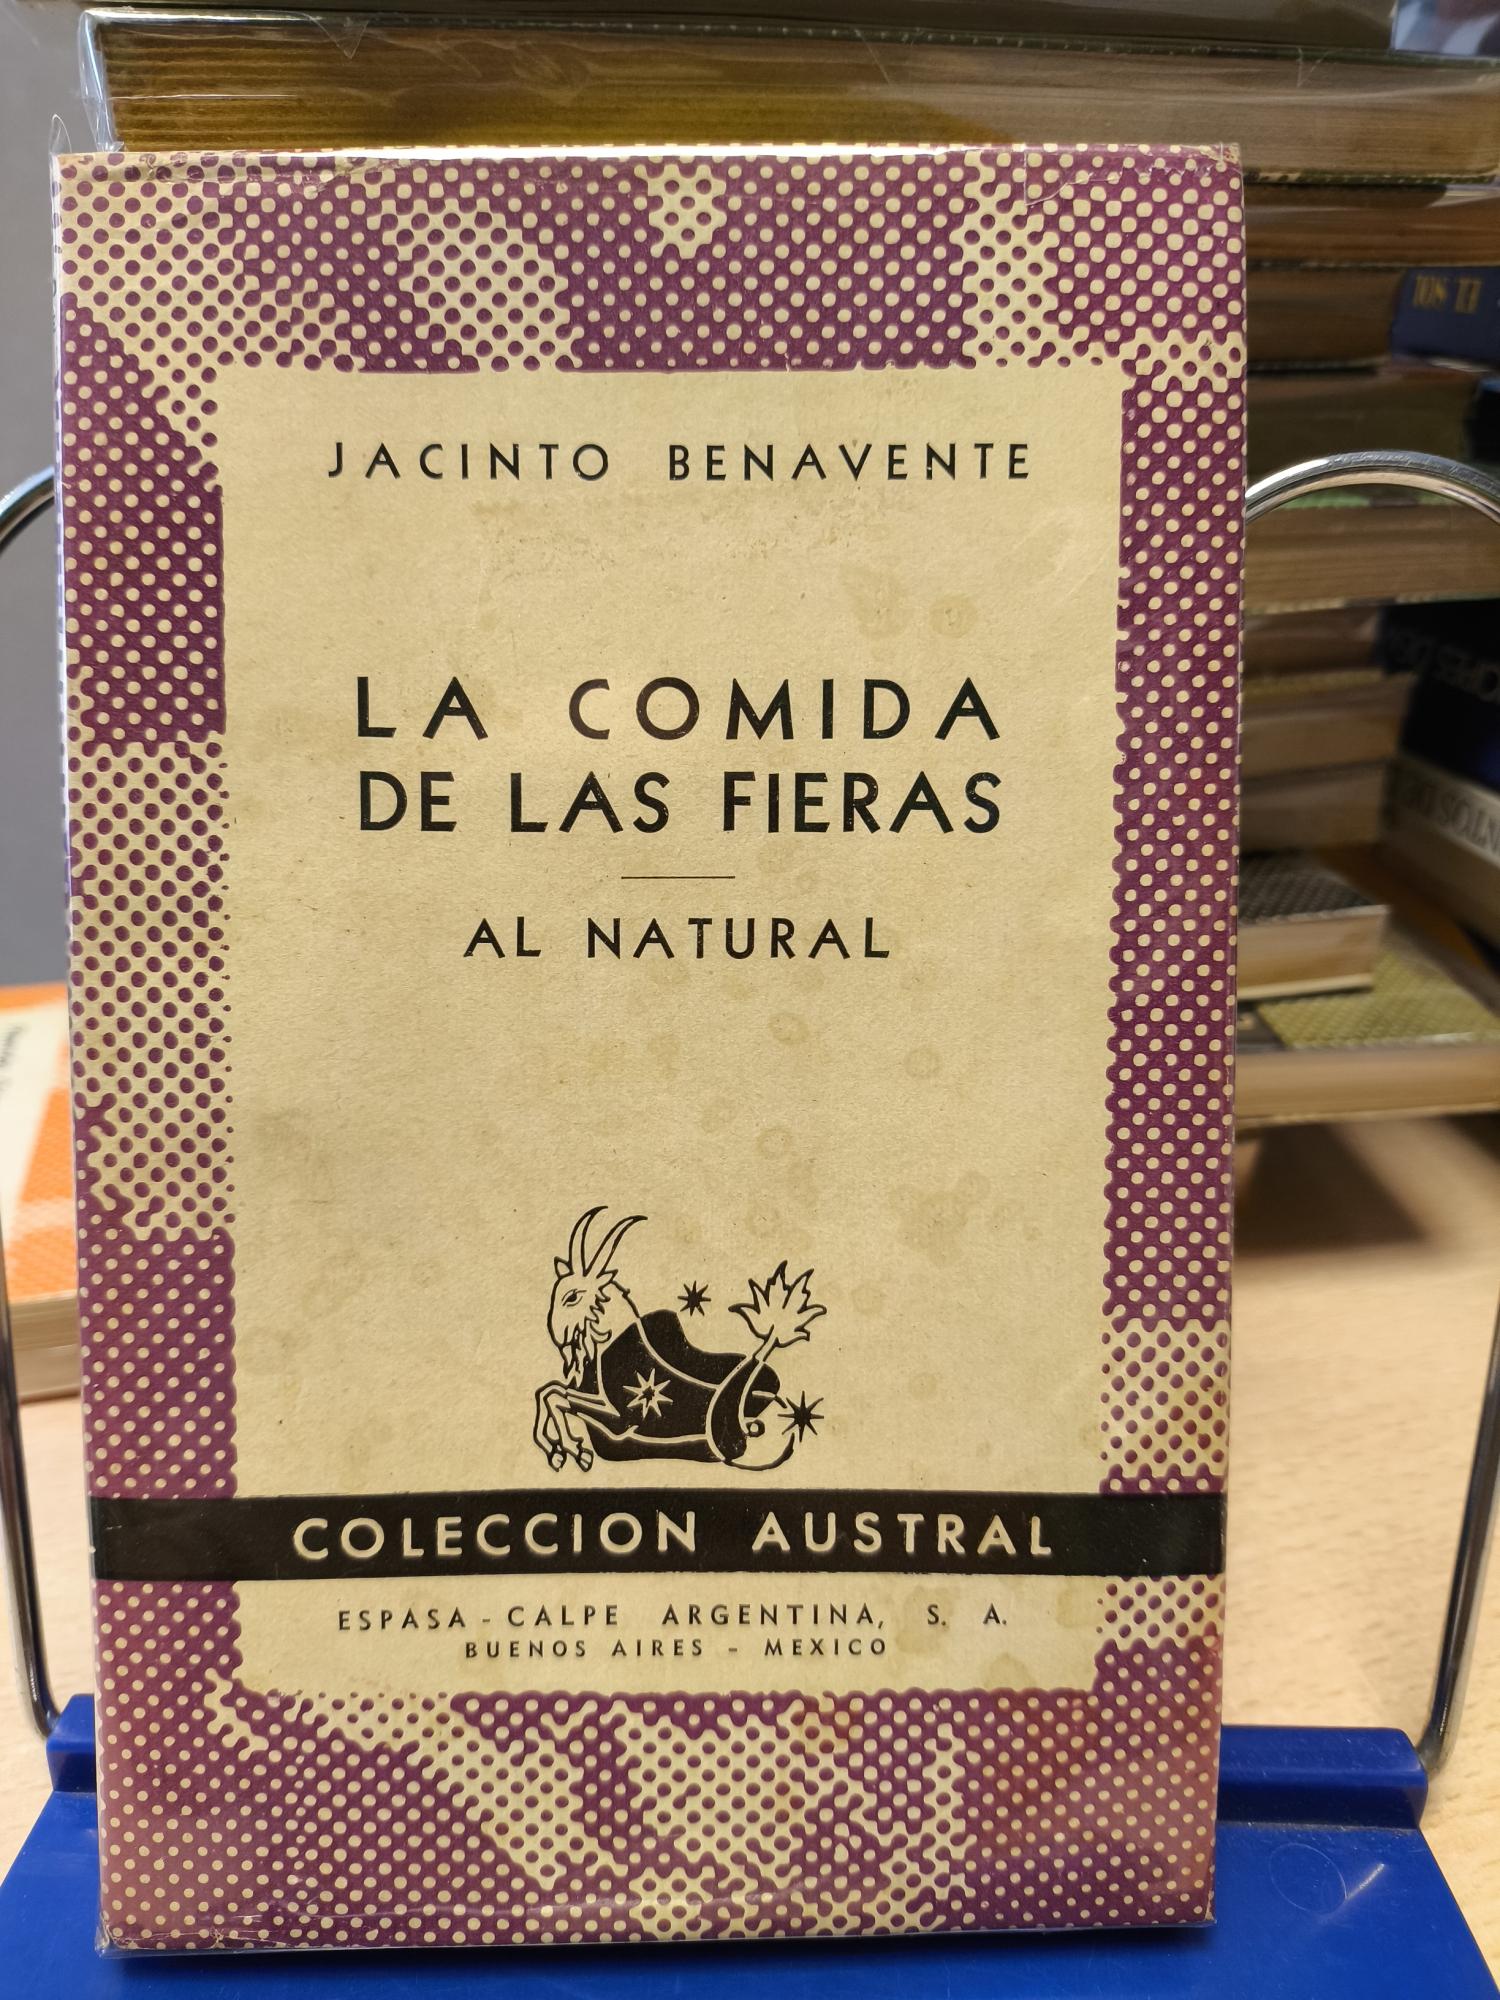 JACINTO BENAVENTE
LA COMIDA
DE LAS FIERAS
AL NATURAL
COLECCION AUSTRAL
ESPASA - CALPE ARGENTINA, S. A.
BUENOS AIRES - MEXICO